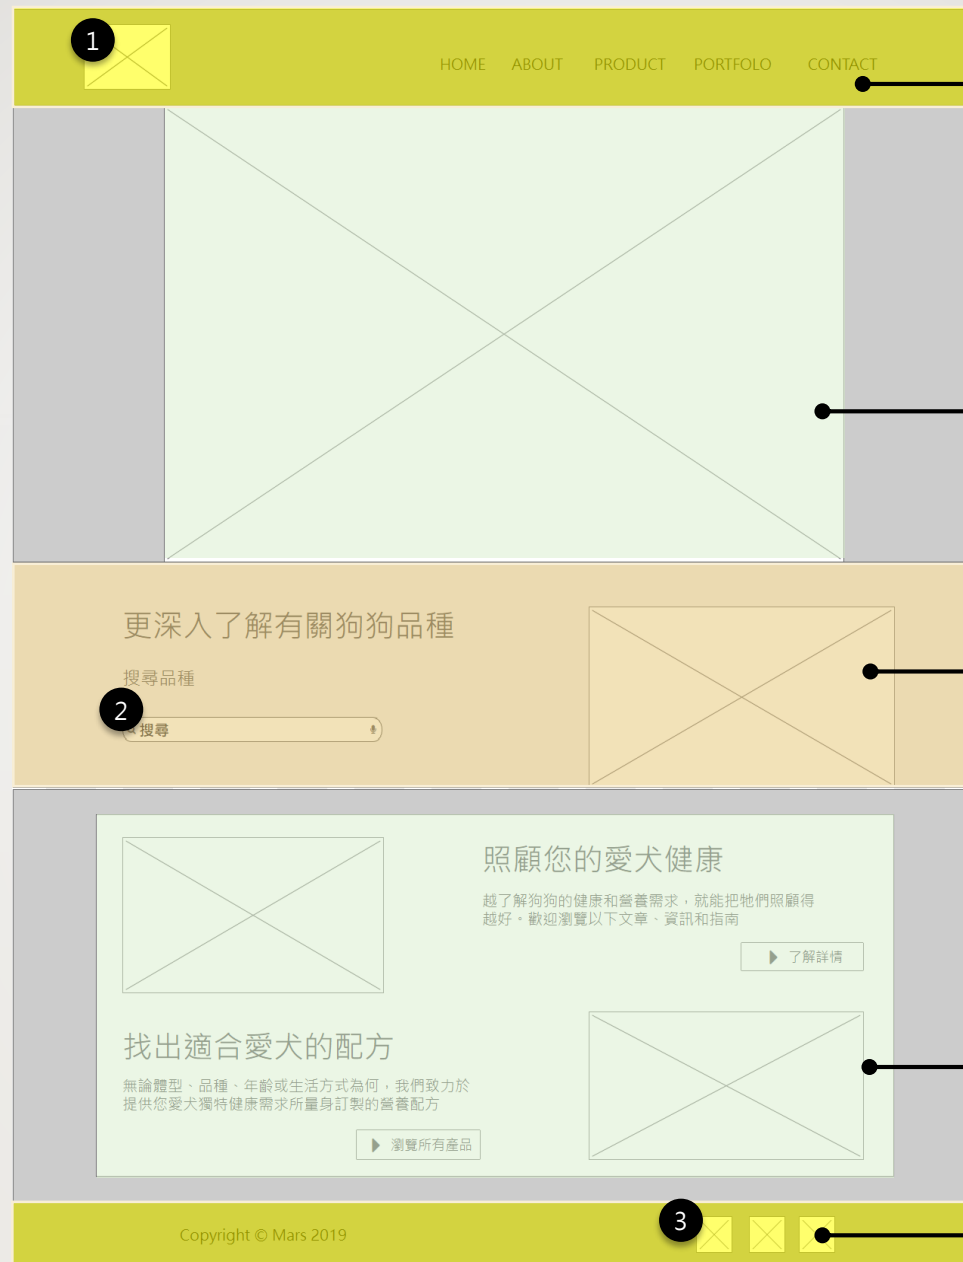 1
HOME ABOUT PRODUCT PORTFOLO CONTACT
更深入了解有關狗狗品種
搜尋品種
2
搜尋
照顧您的愛犬健康
越了解狗狗的健康和營養需求，就能把牠們照顧得
越好。歡迎瀏覽以下文章、資訊和指南
了解詳情
找出適合愛犬的配方
無論體型、品種、年齡或生活方式為何，我們致力於
提供您愛犬獨特健康需求所量身訂製的營養配方
瀏覽所有產品
Copyright © Mars 2019
3